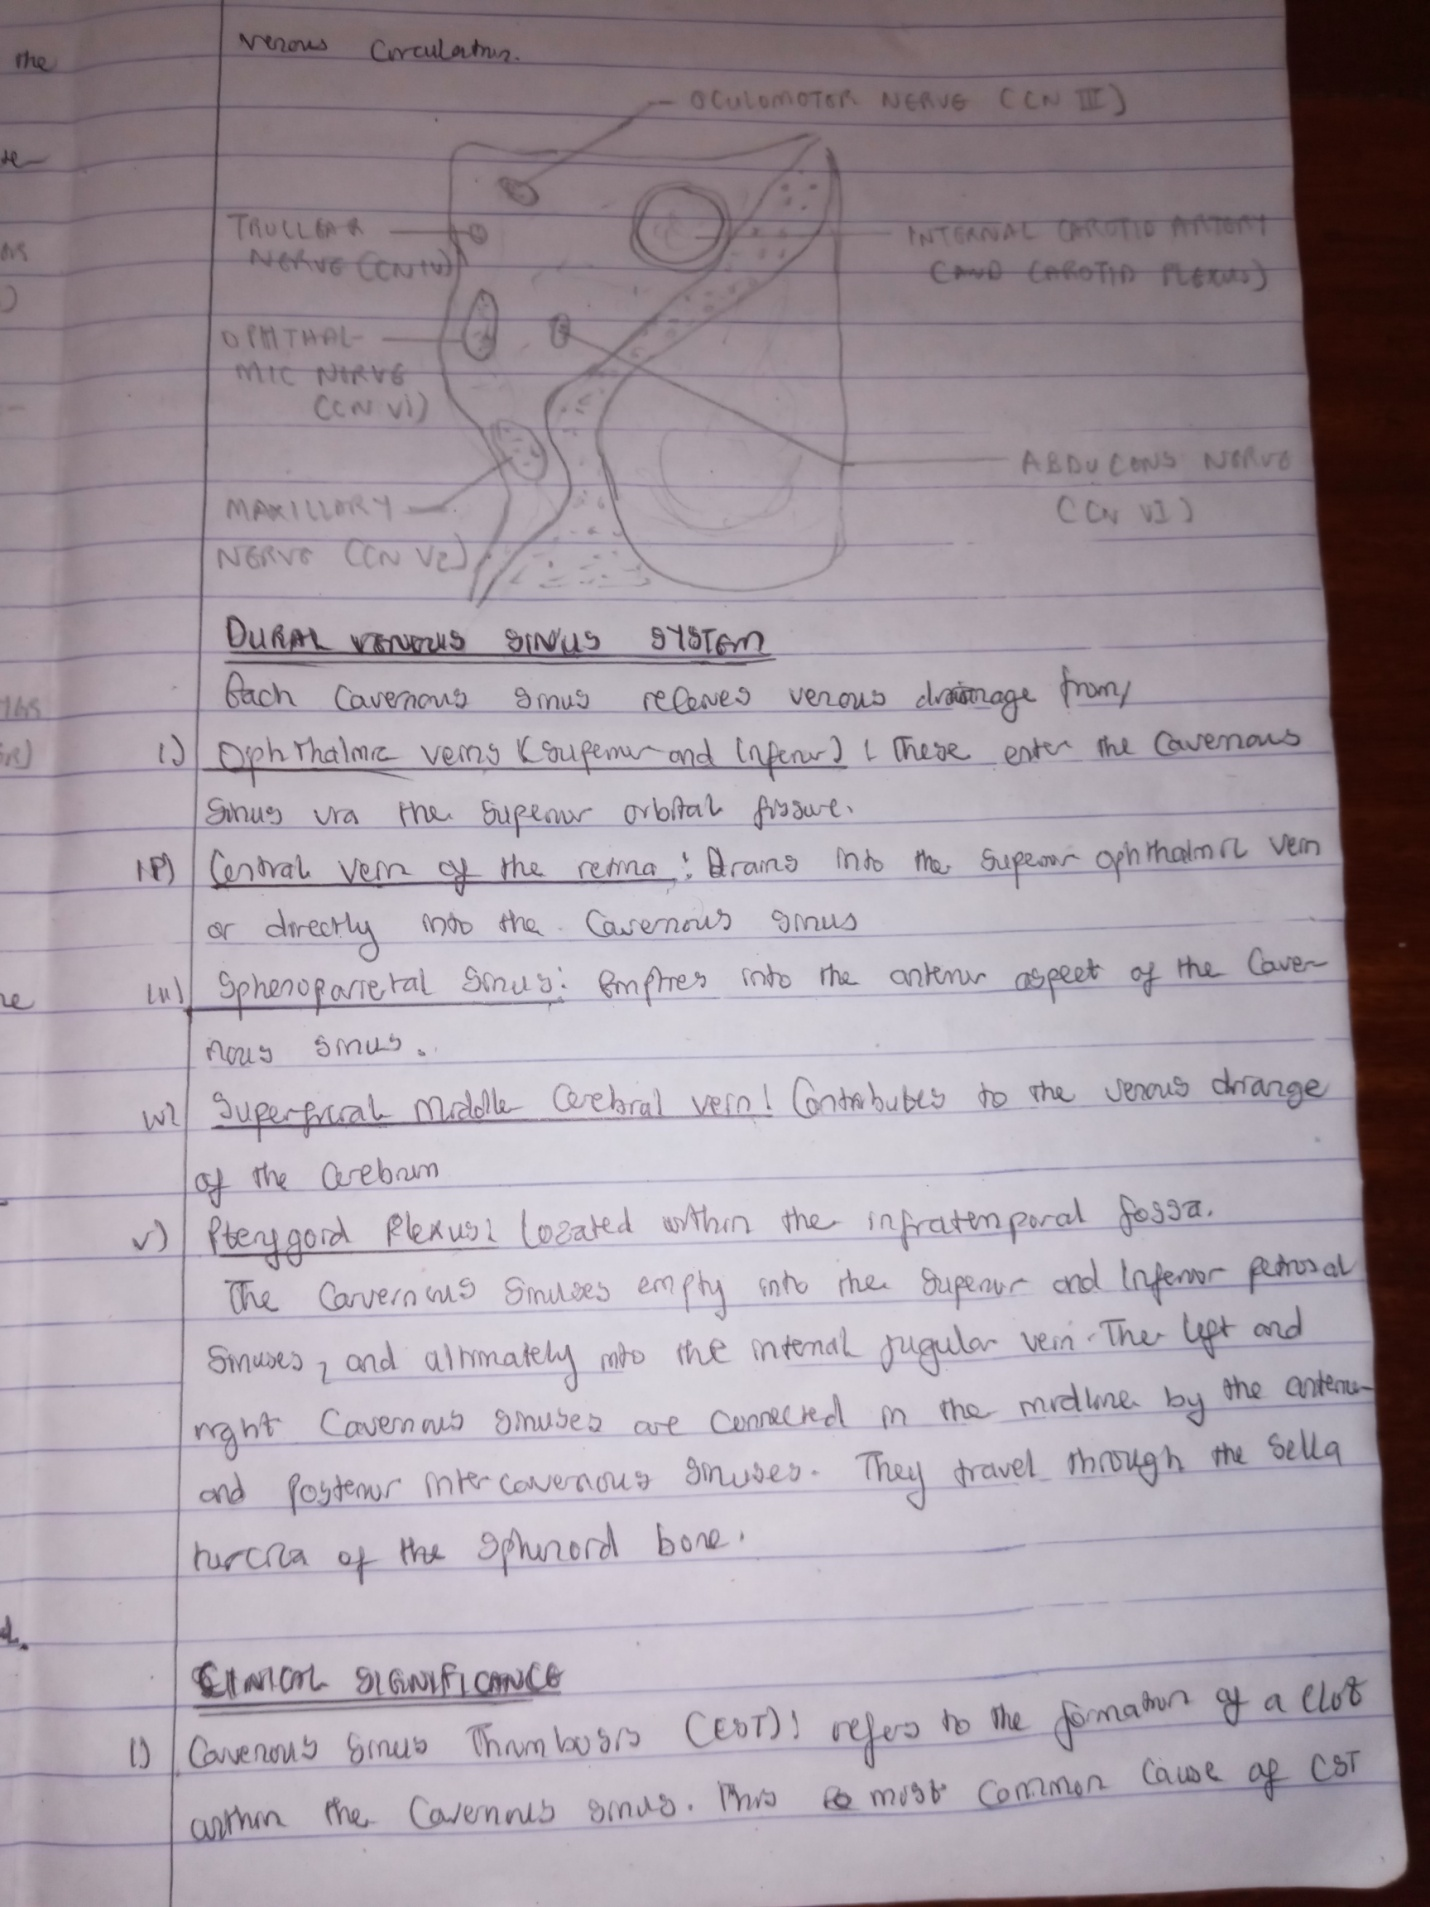 venous Circulation.
OCULOMOTOR NERVE (CN III)
TROLLEAR
NERVE (CN IV)
INTERNAL CAROTID ARTERY
(AND CAROTID PLEXUS)
OPHTHAL-
MIC NERVE
(CN V1)
ABDUCENS NERVE
(CN VI)
MAXILLORY
NERVE (CN V2)
DURAL VENOUS SINUS SYSTEM
Each Cavernous sinus receives venous drainage from,
i) Ophthalmic veins (superior and inferior) : These enter the Cavernous
Sinus via the superior orbital fissure.
ii) Central vein of the retina : Drains into the superior ophthalmic vein
or directly into the Cavernous sinus
iii) Sphenoparietal Sinus: Empties into the anterior aspect of the Caver-
nous sinus.
iv) Superficial middle Cerebral vein: Contributes to the venous drange
of the Cerebrum
v) Pterygoid Plexus: Located within the infratemporal fossa.
The Cavernous Sinuses empty into the superior and inferior petrosal
Sinuses, and ultimately into the internal jugular vein. The left and
right Cavernous sinuses are connected in the midline by the anterior
and posterior intercavernous sinuses. They travel through the sella
turcica of the sphenoid bone.
CLINICAL SIGNIFICANCE
i) Cavernous Sinus Thrombosis (CST): refers to the formation of a clot
within the Cavernous sinus. This most common cause of CST
the